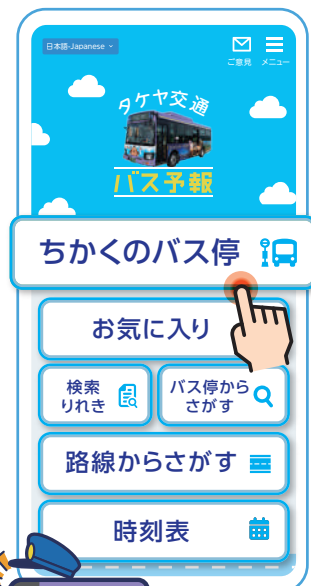 日本語-Japanese
ご意見 メニュー
タケヤ交通
バス予報
ちかくのバス停
お気に入り
検索
りれき
バス停から
さがす
路線からさがす
時刻表